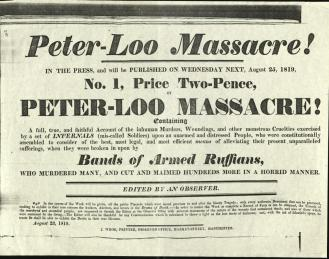 Peter-Loo Massacre!
IN THE PRESS, and will be PUBLISHED ON WEDNESDAY NEXT, August 25, 1819,
No. 1, Price Two-Pence,
OF
PETER-LOO MASSACRE!
Containing
A full, true, and faithful Account of the inhuman Murders, Woundings, and other monstrous Cruelties exercised
by a set of INFERNALS (mis-called Soldiers) upon an unarmed and distressed People, who were constitutionally
assembled to consider of the best, most legal, and most efficient means of alleviating their present unparalleled
sufferings, when they were broken in upon by
Bands of Armed Ruffians,
WHO MURDERED MANY, AND CUT AND MAIMED HUNDREDS MORE IN A HORRID MANNER.
EDITED BY AN OBSERVER.
August 23, 1819.
J. WROE, PRINTER, OBSERVER OFFICE, MARKET-STREET, MANCHESTER.